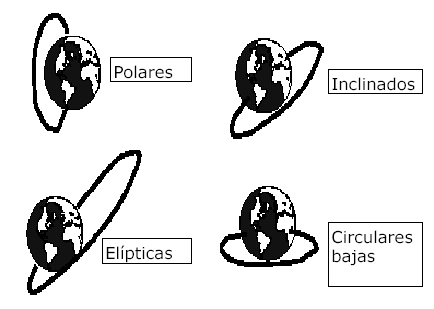 Polares
Inclinados
Elípticas
Circulares
bajas